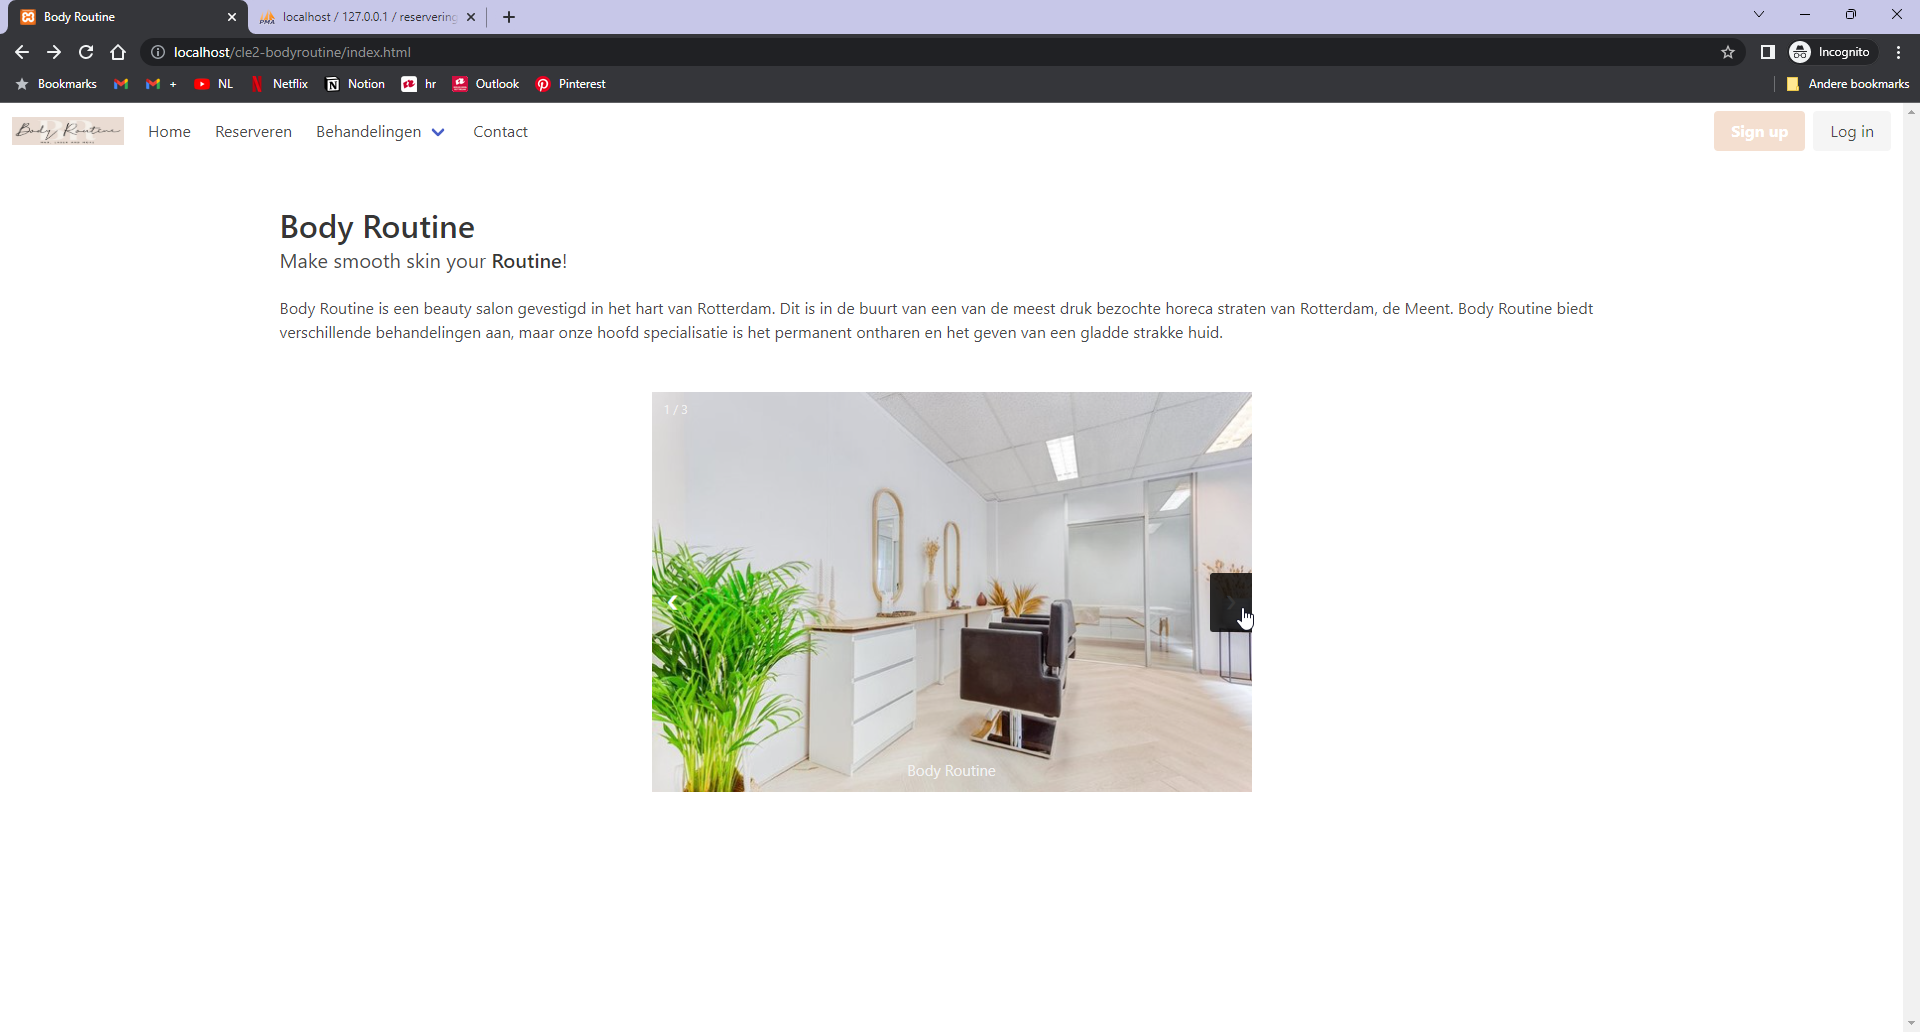 Body Routine
localhost / 127.0.0.1 / reservering
localhost/cle2-bodyroutine/index.html
Incognito
Bookmarks
+
NL
Netflix
Notion
hr
Outlook
Pinterest
Andere bookmarks
Body Routine
Home
Reserveren
Behandelingen
Contact
Sign up
Log in
Body Routine
Make smooth skin your Routine!
Body Routine is een beauty salon gevestigd in het hart van Rotterdam. Dit is in de buurt van een van de meest druk bezochte horeca straten van Rotterdam, de Meent. Body Routine biedt
verschillende behandelingen aan, maar onze hoofd specialisatie is het permanent ontharen en het geven van een gladde strakke huid.
1 / 3
Body Routine